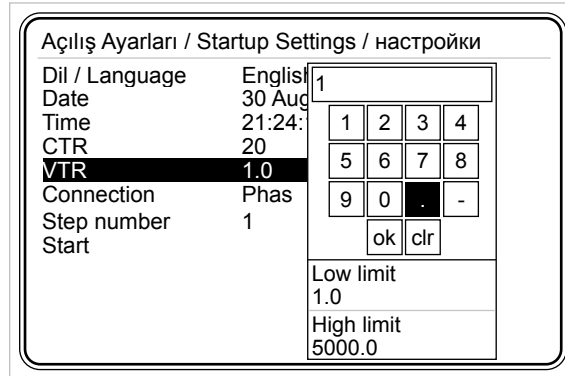 Açılış Ayarları / Startup Settings / настройки
Dil / Language English
Date 30 Aug
Time 21:24:
CTR 20
VTR 1.0
Connection Phas
Step number 1
Start
1
1 2 3 4
5 6 7 8
9 0 . -
ok clr
Low limit
1.0
High limit
5000.0